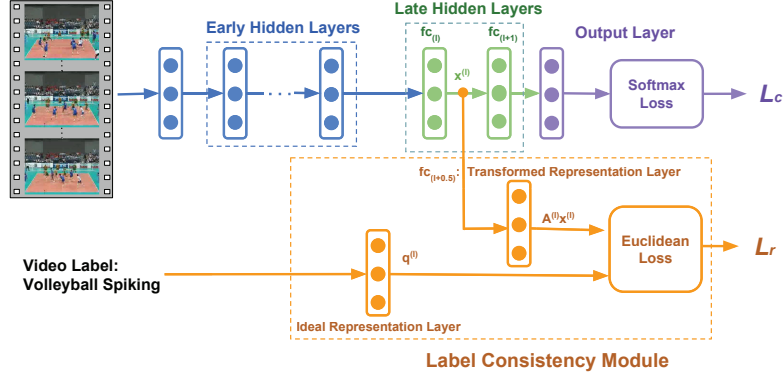 Late Hidden Layers
Early Hidden Layers
fc(l)
fc(l+1)
Output Layer
x(l)
Softmax
Loss
Lc
fc(l+0.5): Transformed Representation Layer
A(l)x(l)
Euclidean
Loss
Lr
Video Label:
Volleyball Spiking
q(l)
Ideal Representation Layer
Label Consistency Module